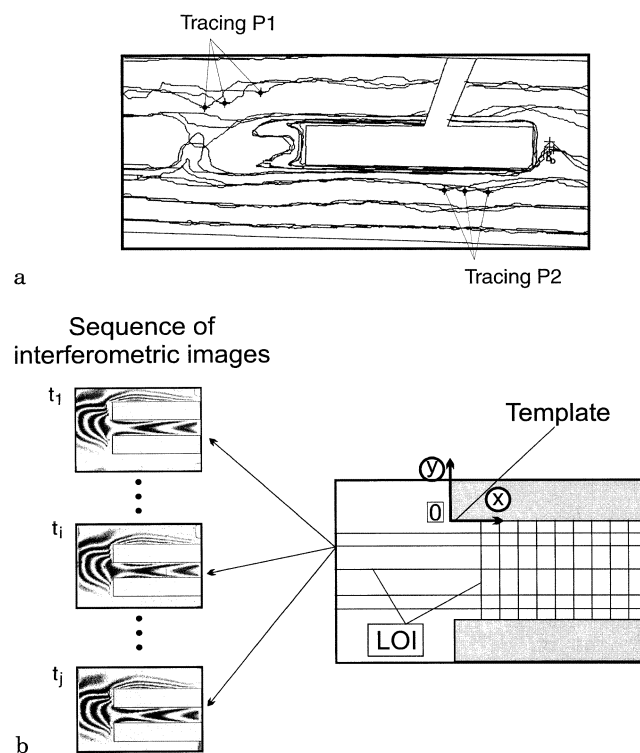 Tracing P1
Tracing P2
a
Sequence of
interferometric images
t1
ti
tj
Template
y
0
x
LOI
b